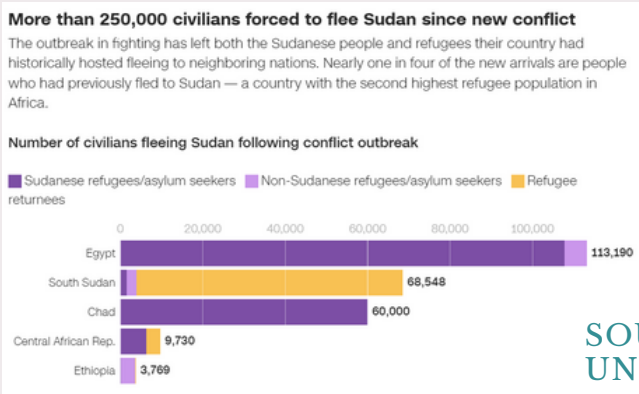 More than 250,000 civilians forced to flee Sudan since new conflict
The outbreak in fighting has left both the Sudanese people and refugees their country had
historically hosted fleeing to neighboring nations. Nearly one in four of the new arrivals are people
who had previously fled to Sudan — a country with the second highest refugee population in
Africa.
Number of civilians fleeing Sudan following conflict outbreak
Sudanese refugees/asylum seekers Non-Sudanese refugees/asylum seekers Refugee
returnees
0 20,000 40,000 60,000 80,000 100,000
Egypt 113,190
South Sudan 68,548
Chad 60,000
Central African Rep. 9,730
Ethiopia 3,769